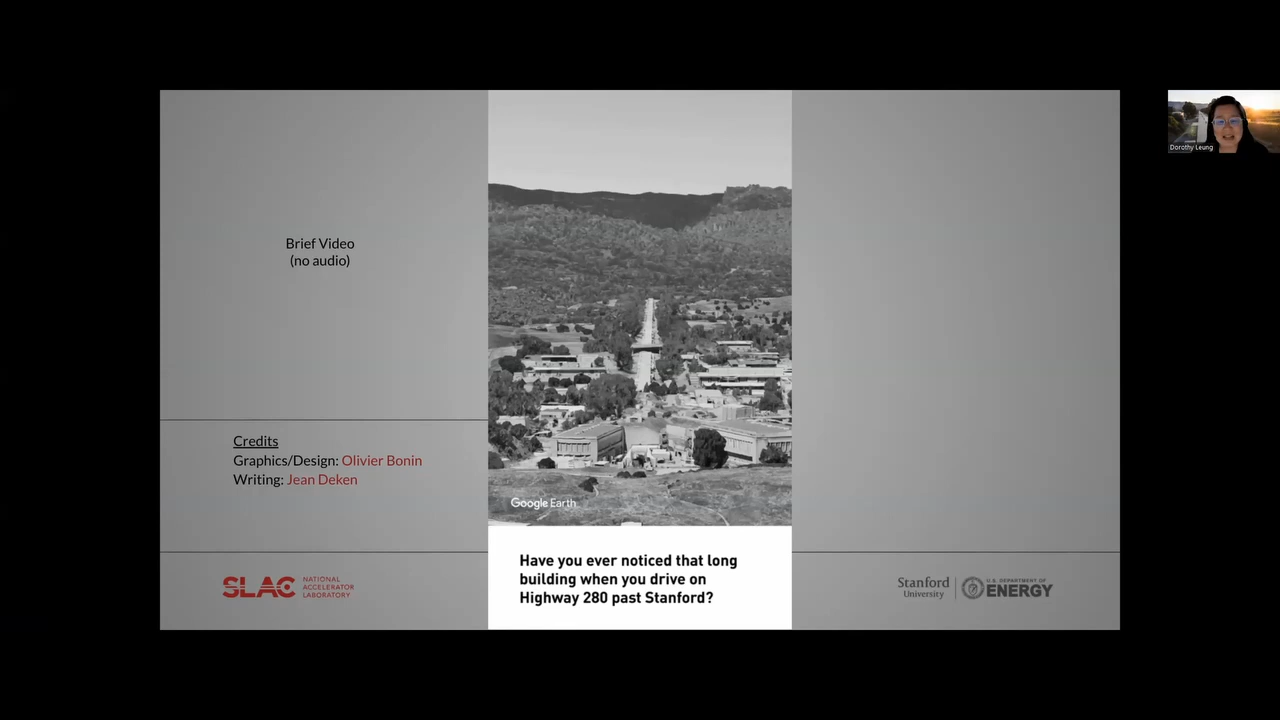 Brief Video
(no audio)
Credits
Graphics/Design: Olivier Bonin
Writing: Jean Deken
SLAC NATIONAL
ACCELERATOR
LABORATORY
Google Earth
Have you ever noticed that long
building when you drive on
Highway 280 past Stanford?
Stanford
University
U.S. DEPARTMENT OF
ENERGY
Dorothy Leung